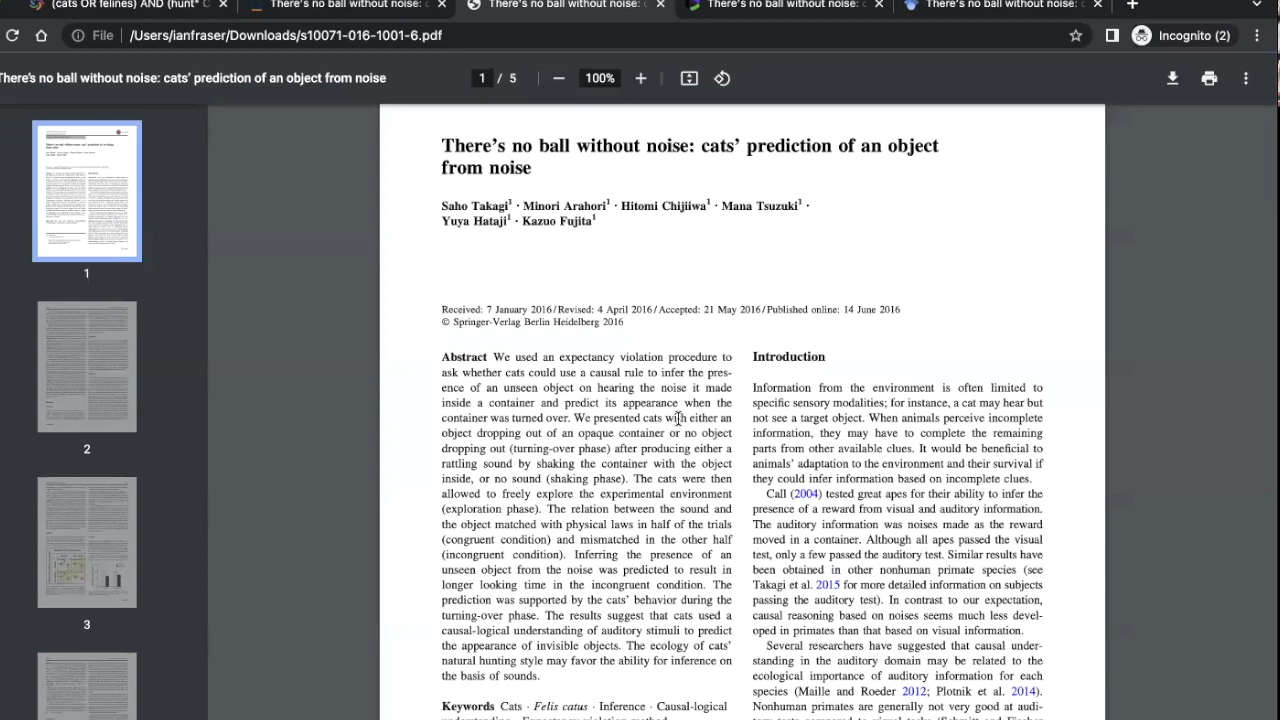 (cats OR felines) AND (hunt* C
There's no ball without noise: c
There's no ball without noise: ca
There's no ball without noise: c
There's no ball without noise: c
File /Users/ianfraser/Downloads/s10071-016-1001-6.pdf
Incognito (2)
There's no ball without noise: cats' prediction of an object from noise
1 / 5
100%
1
2
3
There's no ball without noise: cats' prediction of an object
from noise
Saho Takagi1 · Minori Arahori1 · Hitomi Chijiiwa1 · Mana Tsuzuki1 ·
Yuya Hataji1 · Kazuo Fujita1
Received: 7 January 2016 / Revised: 4 April 2016 / Accepted: 21 May 2016 / Published online: 14 June 2016
© Springer-Verlag Berlin Heidelberg 2016
Abstract We used an expectancy violation procedure to
ask whether cats could use a causal rule to infer the pres-
ence of an unseen object on hearing the noise it made
inside a container and predict its appearance when the
container was turned over. We presented cats with either an
object dropping out of an opaque container or no object
dropping out (turning-over phase) after producing either a
rattling sound by shaking the container with the object
inside, or no sound (shaking phase). The cats were then
allowed to freely explore the experimental environment
(exploration phase). The relation between the sound and
the object matched with physical laws in half of the trials
(congruent condition) and mismatched in the other half
(incongruent condition). Inferring the presence of an
unseen object from the noise was predicted to result in
longer looking time in the incongruent condition. The
prediction was supported by the cats' behavior during the
turning-over phase. The results suggest that cats used a
causal-logical understanding of auditory stimuli to predict
the appearance of invisible objects. The ecology of cats'
natural hunting style may favor the ability for inference on
the basis of sounds.
Keywords Cats · Felis catus · Inference · Causal-logical
understanding · Expectancy violation method
Introduction
Information from the environment is often limited to
specific sensory modalities; for instance, a cat may hear but
not see a target object. When animals perceive incomplete
information, they may have to complete the remaining
parts from other available clues. It would be beneficial to
animals' adaptation to the environment and their survival if
they could infer information based on incomplete clues.
Call (2004) tested great apes for their ability to infer the
presence of a reward from visual and auditory information.
The auditory information was noises made as the reward
moved in a container. Although all apes passed the visual
test, only a few passed the auditory test. Similar results have
been obtained in other nonhuman primate species (see
Takagi et al. 2015 for more detailed information on subjects
passing the auditory test). In contrast to our expectation,
causal reasoning based on noises seems much less devel-
oped in primates than that based on visual information.
Several researchers have suggested that causal under-
standing in the auditory domain may be related to the
ecological importance of auditory information for each
species (Maille and Roeder 2012; Plotnik et al. 2014).
Nonhuman primates are generally not very good at audi-